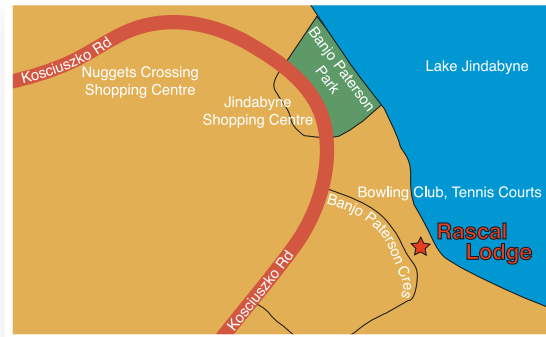 Kosciuszko Rd
Nuggets Crossing
Shopping Centre
Banjo Paterson
Park
Lake Jindabyne
Jindabyne
Shopping Centre
Bowling Club, Tennis Courts
Banjo Paterson Cres
Rascal
Lodge
Kosciuszko Rd